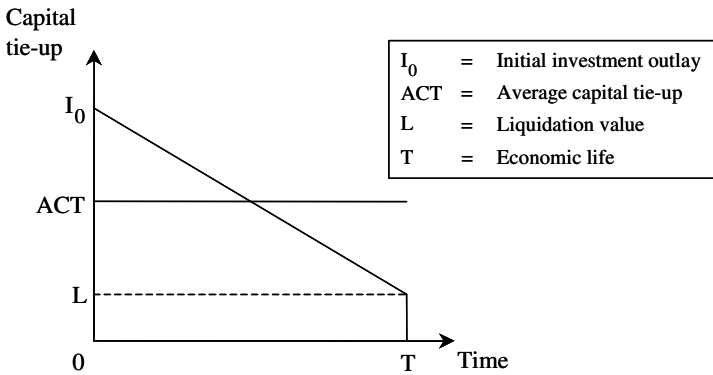 Capital
tie-up
I0
ACT
L
0
T
Time
I0 = Initial investment outlay
ACT = Average capital tie-up
L = Liquidation value
T = Economic life